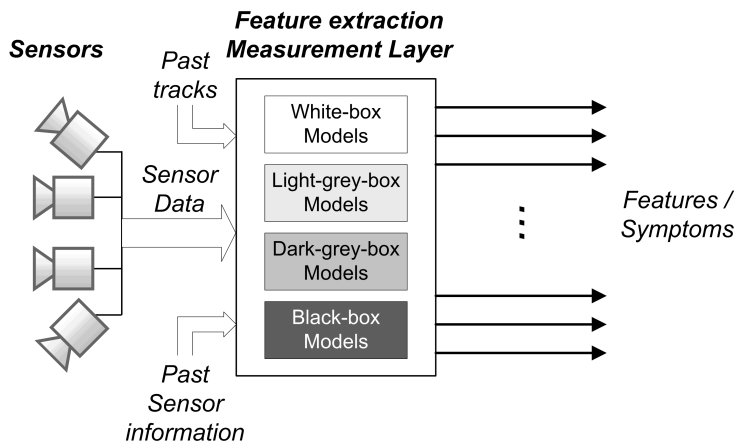 Sensors
Feature extraction
Measurement Layer
Past
tracks
Sensor
Data
Past
Sensor
information
White-box
Models
Light-grey-box
Models
Dark-grey-box
Models
Black-box
Models
Features /
Symptoms